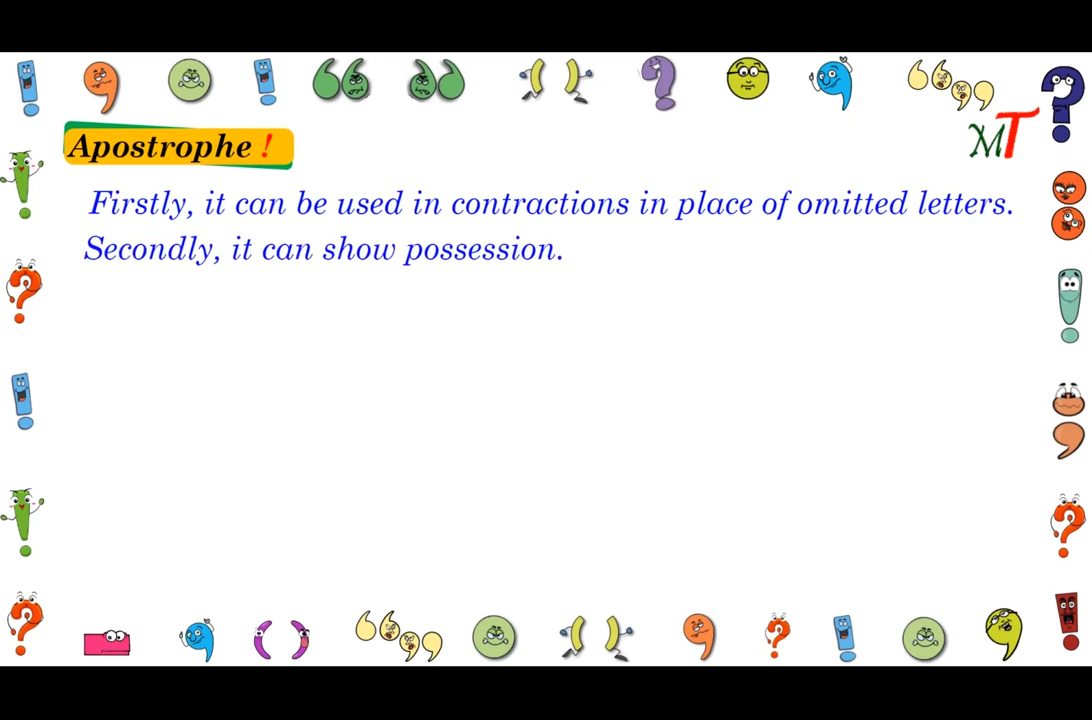 MT
Apostrophe !
Firstly, it can be used in contractions in place of omitted letters.
Secondly, it can show possession.